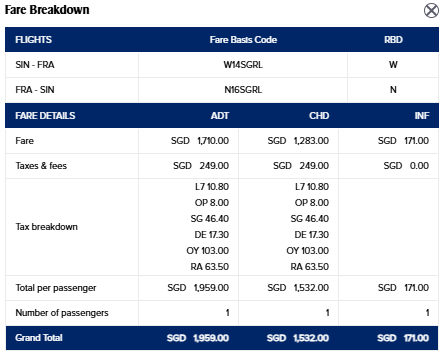 Fare Breakdown
FLIGHTS Fare Basts Code RBD
SIN - FRA W14SGRL W
FRA - SIN N16SGRL N
FARE DETAILS ADT CHD INF
Fare SGD 1,710.00 SGD 1,283.00 SGD 171.00
Taxes & fees SGD 249.00 SGD 249.00 SGD 0.00
Tax breakdown
L7 10.80 L7 10.80
OP 8.00 OP 8.00
SG 46.40 SG 46.40
DE 17.30 DE 17.30
OY 103.00 OY 103.00
RA 63.50 RA 63.50
Total per passenger SGD 1,959.00 SGD 1,532.00 SGD 171.00
Number of passengers 1 1 1
Grand Total SGD 1,959.00 SGD 1,532.00 SGD 171.00